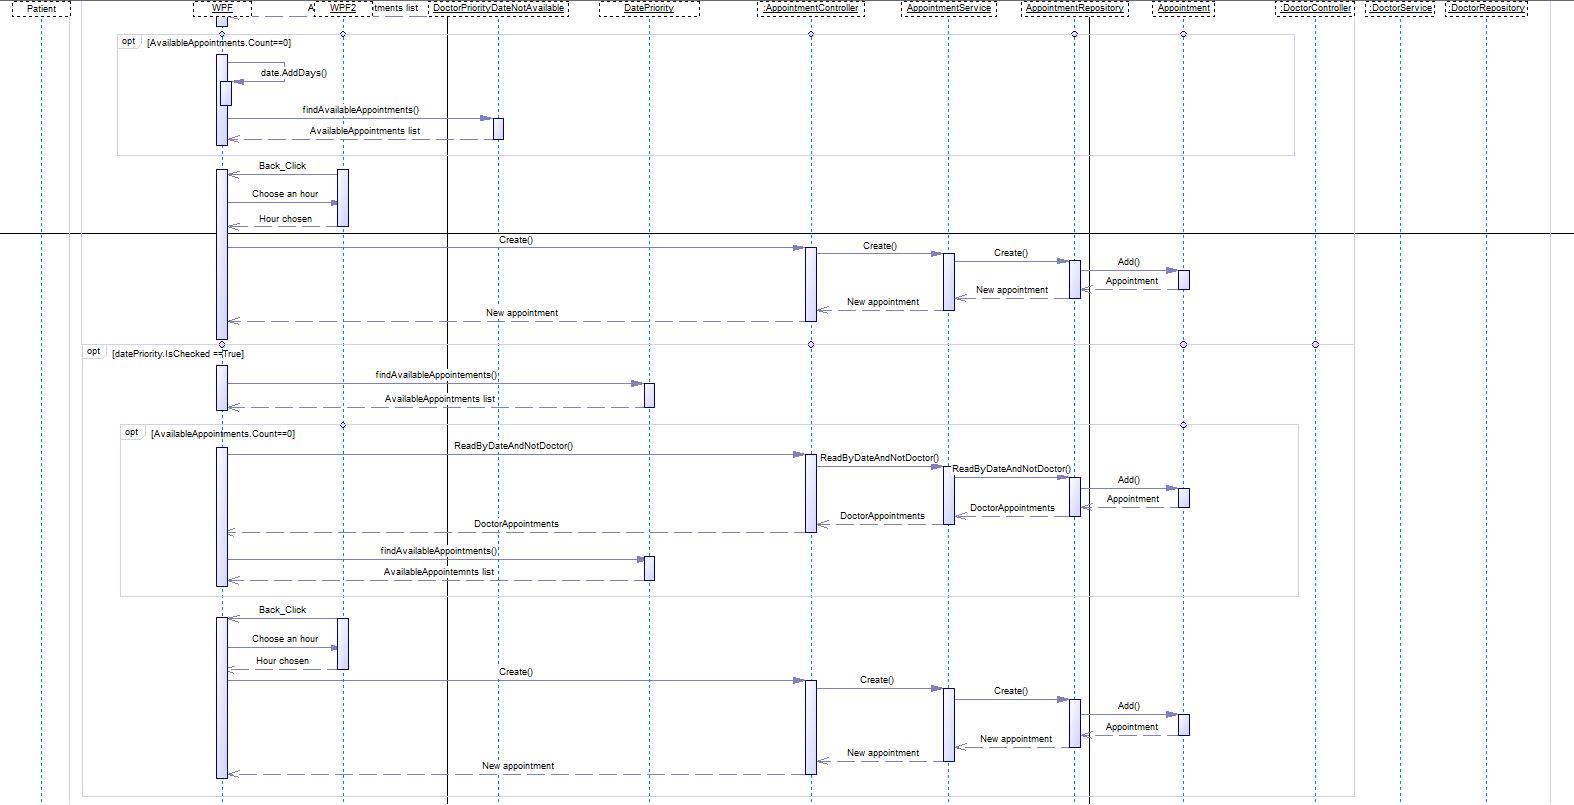 Patient
WPF
WPF2
DoctorPriorityDateNotAvailable
DatePriority
:AppointmentController
:AppointmentService
AppointmentRepository
Appointment
:DoctorController
:DoctorService
:DoctorRepository
tments list
opt
[AvailableAppointments.Count==0]
date.AddDays()
findAvailableAppointments()
AvailableAppointments list
Back_Click
Choose an hour
Hour chosen
Create()
Create()
Create()
Add()
Appointment
New appointment
New appointment
New appointment
opt
[datePriority.IsChecked ==True]
findAvailableAppointements()
AvailableAppointments list
opt
[AvailableAppointments.Count==0]
ReadByDateAndNotDoctor()
ReadByDateAndNotDoctor()
ReadByDateAndNotDoctor()
Add()
Appointment
DoctorAppointments
DoctorAppointments
DoctorAppointments
findAvailableAppointments()
AvailableAppointemnts list
Back_Click
Choose an hour
Hour chosen
Create()
Create()
Create()
Add()
Appointment
New appointment
New appointment
New appointment